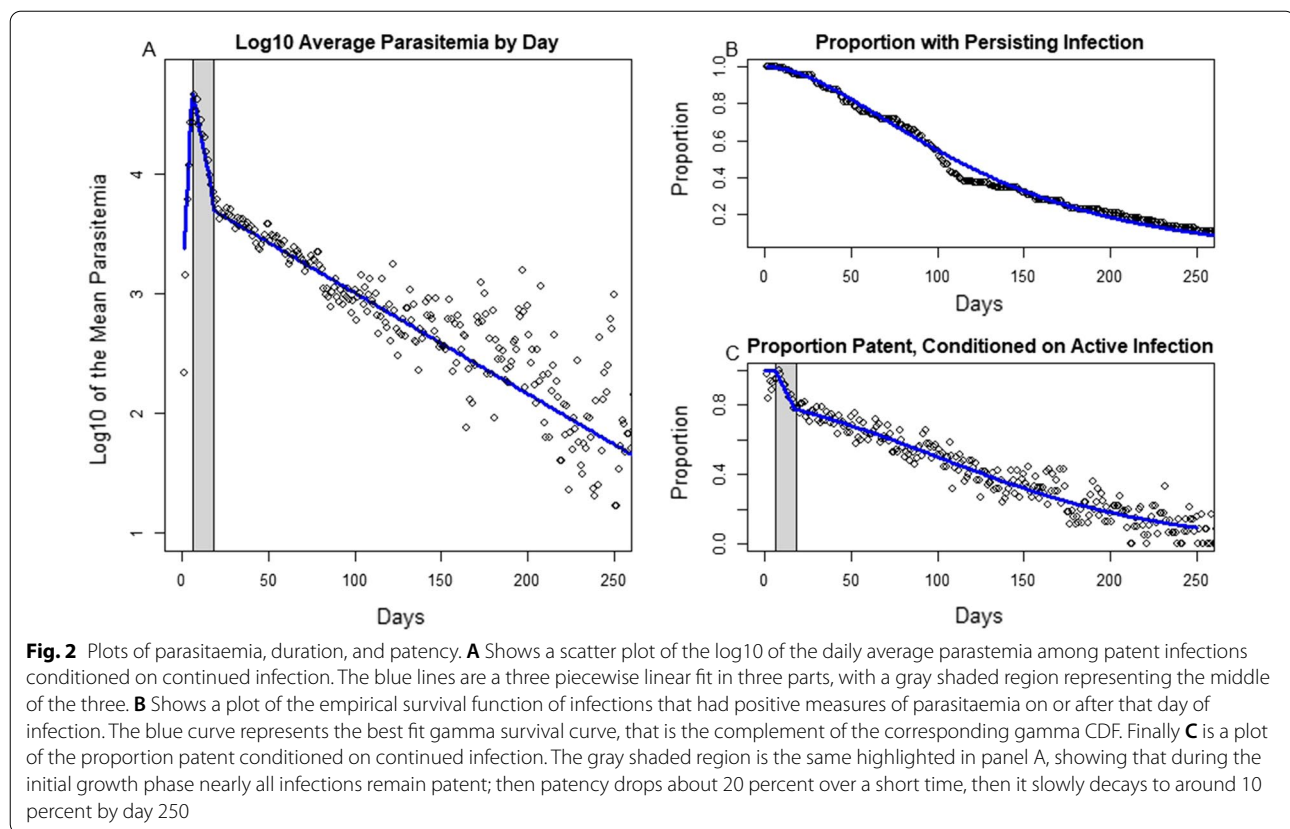 A
Log10 Average Parasitemia by Day
Log10 of the Mean Parasitemia
4
3
2
1
0
50
100
150
200
250
Days
B
Proportion with Persisting Infection
Proportion
1.0
0.8
0.6
0.4
0.2
0
50
100
150
200
250
Days
C
Proportion Patent, Conditioned on Active Infection
Proportion
0.8
0.4
0.0
0
50
100
150
200
250
Days
Fig. 2 Plots of parasitaemia, duration, and patency. A Shows a scatter plot of the log10 of the daily average parastemia among patent infections
conditioned on continued infection. The blue lines are a three piecewise linear fit in three parts, with a gray shaded region representing the middle
of the three. B Shows a plot of the empirical survival function of infections that had positive measures of parasitaemia on or after that day of
infection. The blue curve represents the best fit gamma survival curve, that is the complement of the corresponding gamma CDF. Finally C is a plot
of the proportion patent conditioned on continued infection. The gray shaded region is the same highlighted in panel A, showing that during the
initial growth phase nearly all infections remain patent; then patency drops about 20 percent over a short time, then it slowly decays to around 10
percent by day 250